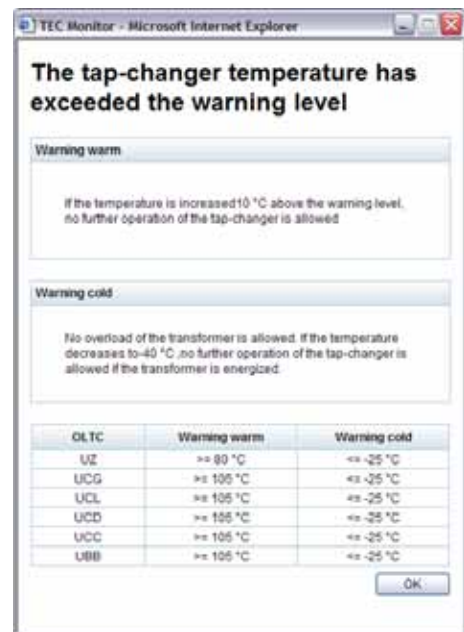 TEC Monitor - Microsoft Internet Explorer
The tap-changer temperature has
exceeded the warning level
Warning warm
If the temperature is increased10 °C above the warning level,
no further operation of the tap-changer is allowed
Warning cold
No overload of the transformer is allowed. If the temperature
decreases to-40 °C ,no further operation of the tap-changer is
allowed if the transformer is energized.
OLTC Warning warm Warning cold
UZ >= 80 °C <= -25 °C
UCG >= 105 °C <= -25 °C
UCL >= 105 °C <= -25 °C
UCD >= 105 °C <= -25 °C
UCC >= 105 °C <= -25 °C
UBB >= 105 °C <= -25 °C
OK